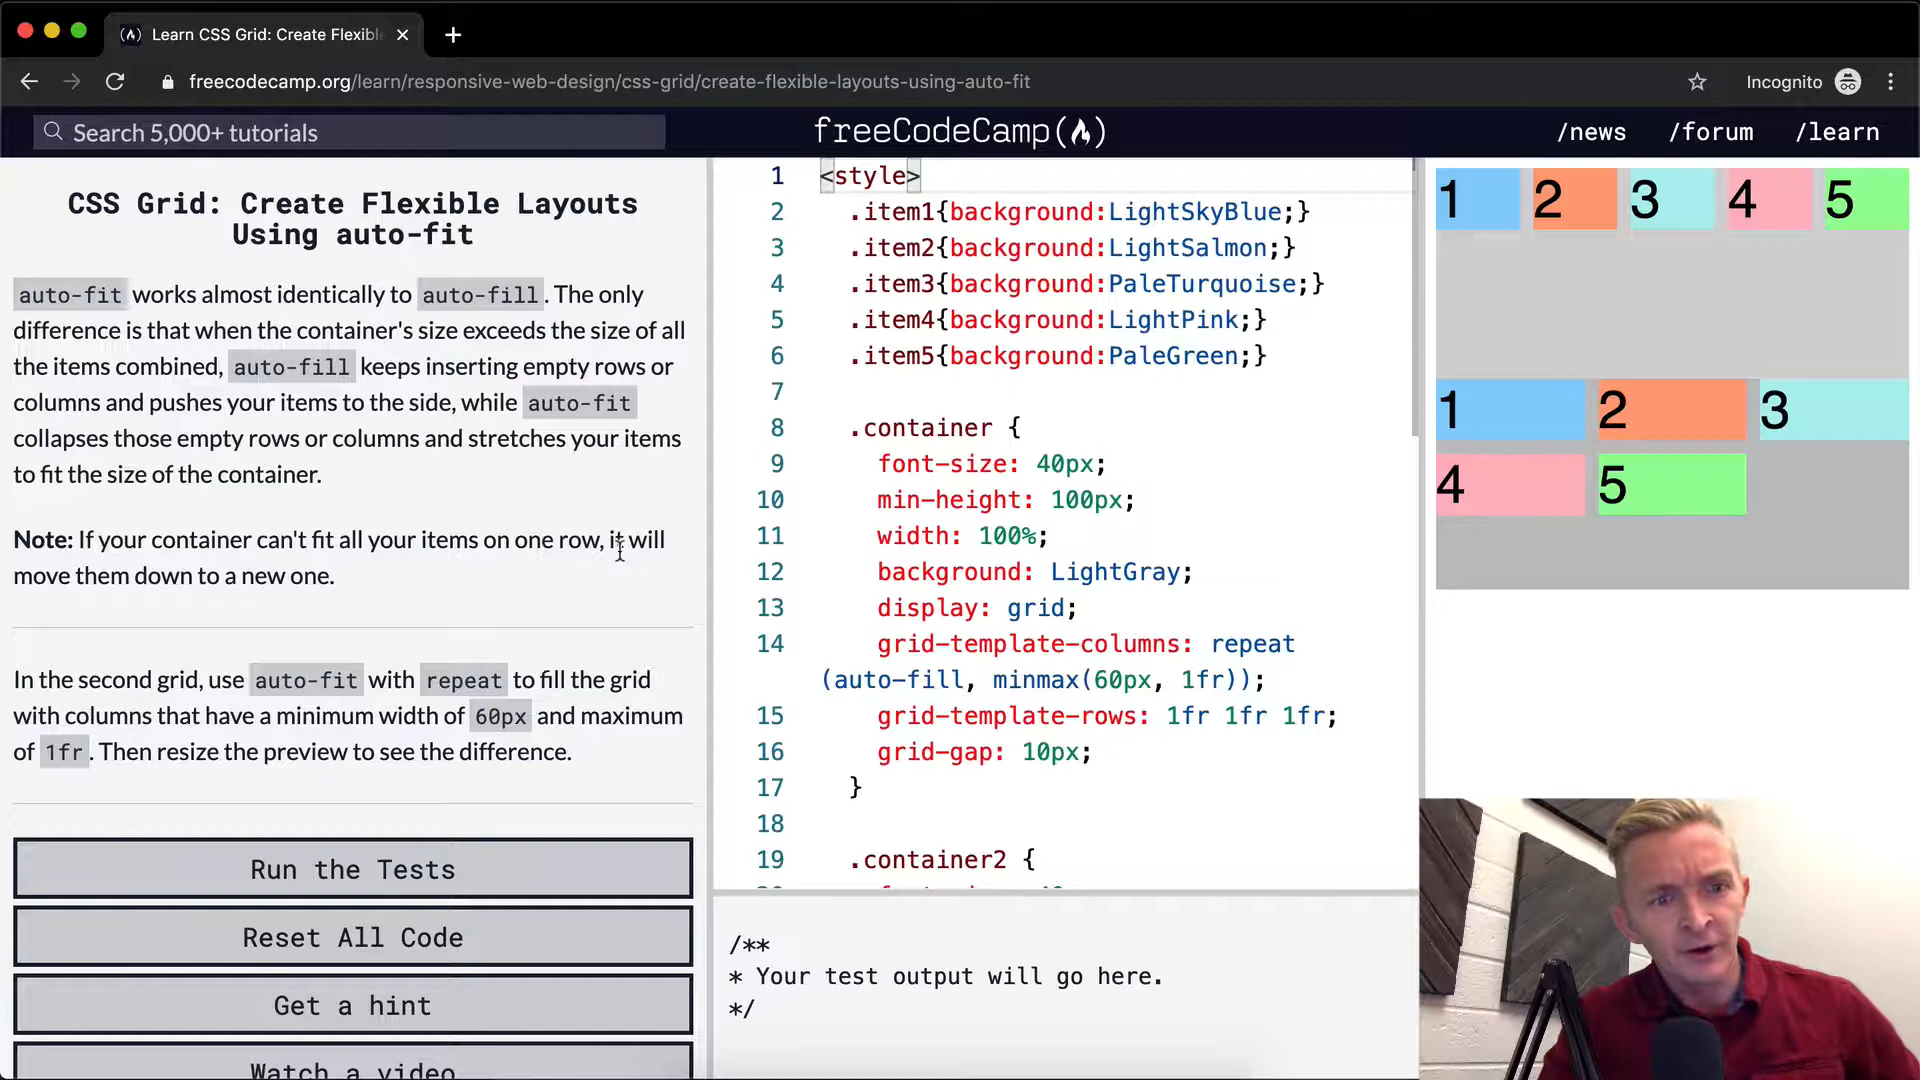 Learn CSS Grid: Create Flexibl
freecodecamp.org/learn/responsive-web-design/css-grid/create-flexible-layouts-using-auto-fit
Incognito
Search 5,000+ tutorials
freeCodeCamp
/news /forum /learn
CSS Grid: Create Flexible Layouts
Using auto-fit
auto-fit works almost identically to auto-fill. The only
difference is that when the container's size exceeds the size of all
the items combined, auto-fill keeps inserting empty rows or
columns and pushes your items to the side, while auto-fit
collapses those empty rows or columns and stretches your items
to fit the size of the container.
Note: If your container can't fit all your items on one row, it will
move them down to a new one.
In the second grid, use auto-fit with repeat to fill the grid
with columns that have a minimum width of 60px and maximum
of 1fr. Then resize the preview to see the difference.
Run the Tests
Reset All Code
Get a hint
Watch a video
1 <style>
2 .item1{background:LightSkyBlue;}
3 .item2{background:LightSalmon;}
4 .item3{background:PaleTurquoise;}
5 .item4{background:LightPink;}
6 .item5{background:PaleGreen;}
7
8 .container {
9 font-size: 40px;
10 min-height: 100px;
11 width: 100%;
12 background: LightGray;
13 display: grid;
14 grid-template-columns: repeat
(auto-fill, minmax(60px, 1fr));
15 grid-template-rows: 1fr 1fr 1fr;
16 grid-gap: 10px;
17 }
18
19 .container2 {
/**
* Your test output will go here.
*/
1 2 3 4 5
1 2 3
4 5